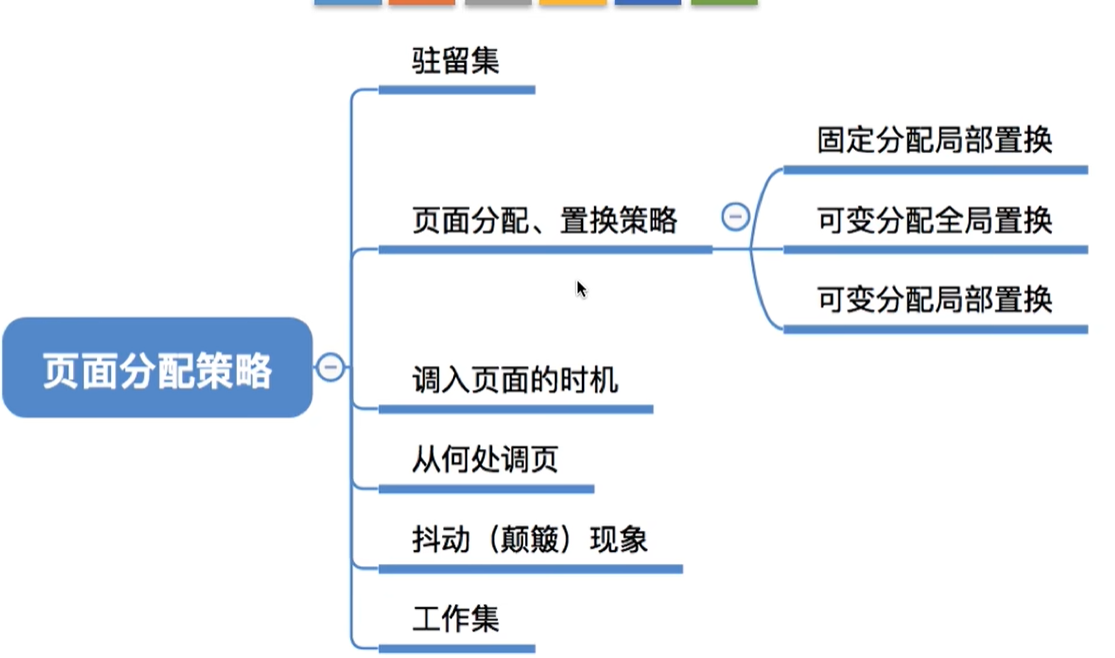 驻留集
固定分配局部置换
页面分配、置换策略
可变分配全局置换
可变分配局部置换
页面分配策略
调入页面的时机
从何处调页
抖动（颠簸）现象
工作集